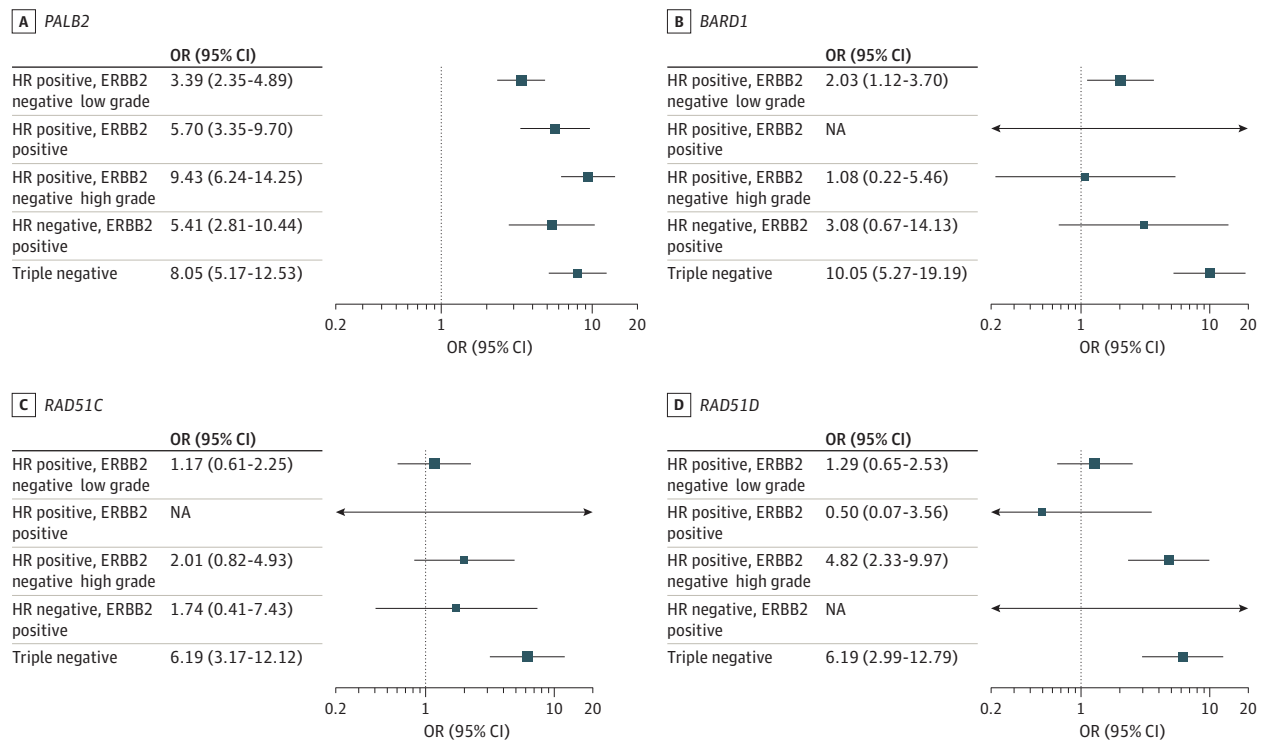 A PALB2
OR (95% CI)
HR positive, ERBB2 negative low grade 3.39 (2.35-4.89)
HR positive, ERBB2 positive 5.70 (3.35-9.70)
HR positive, ERBB2 negative high grade 9.43 (6.24-14.25)
HR negative, ERBB2 positive 5.41 (2.81-10.44)
Triple negative 8.05 (5.17-12.53)
0.2 1 10 20
OR (95% CI)
B BARD1
OR (95% CI)
HR positive, ERBB2 negative low grade 2.03 (1.12-3.70)
HR positive, ERBB2 positive NA
HR positive, ERBB2 negative high grade 1.08 (0.22-5.46)
HR negative, ERBB2 positive 3.08 (0.67-14.13)
Triple negative 10.05 (5.27-19.19)
0.2 1 10 20
OR (95% CI)
C RAD51C
OR (95% CI)
HR positive, ERBB2 negative low grade 1.17 (0.61-2.25)
HR positive, ERBB2 positive NA
HR positive, ERBB2 negative high grade 2.01 (0.82-4.93)
HR negative, ERBB2 positive 1.74 (0.41-7.43)
Triple negative 6.19 (3.17-12.12)
0.2 1 10 20
OR (95% CI)
D RAD51D
OR (95% CI)
HR positive, ERBB2 negative low grade 1.29 (0.65-2.53)
HR positive, ERBB2 positive 0.50 (0.07-3.56)
HR positive, ERBB2 negative high grade 4.82 (2.33-9.97)
HR negative, ERBB2 positive NA
Triple negative 6.19 (2.99-12.79)
0.2 1 10 20
OR (95% CI)